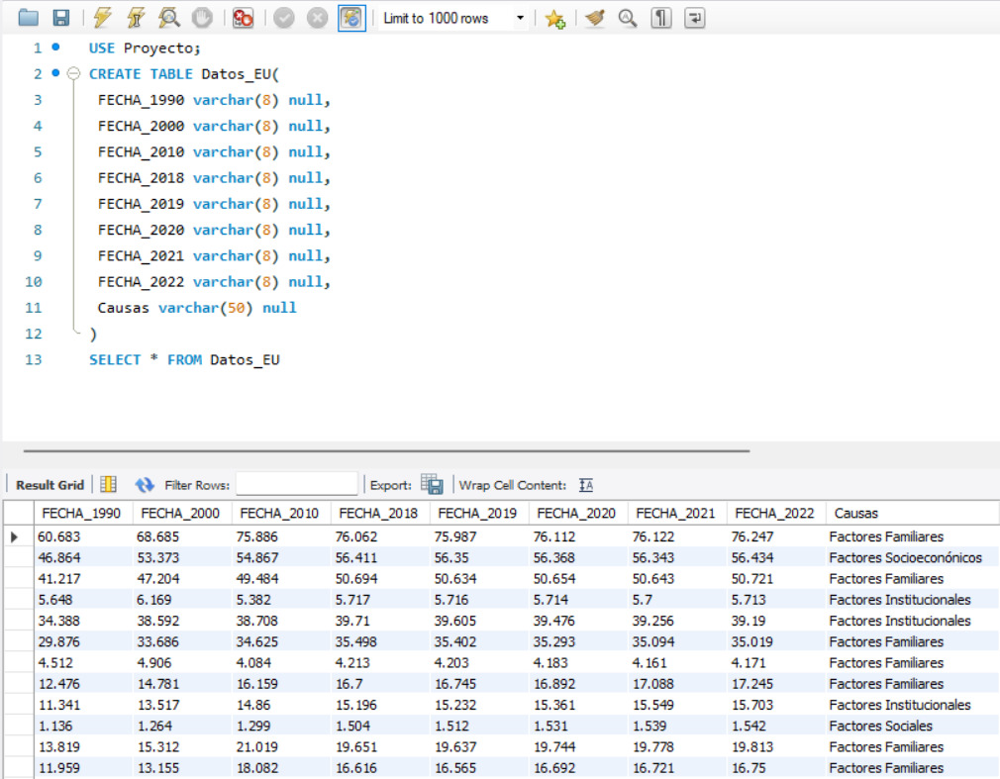 Limit to 1000 rows
1 USE Proyecto;
2 CREATE TABLE Datos_EU(
3 FECHA_1990 varchar(8) null,
4 FECHA_2000 varchar(8) null,
5 FECHA_2010 varchar(8) null,
6 FECHA_2018 varchar(8) null,
7 FECHA_2019 varchar(8) null,
8 FECHA_2020 varchar(8) null,
9 FECHA_2021 varchar(8) null,
10 FECHA_2022 varchar(8) null,
11 Causas varchar(50) null
12 )
13 SELECT * FROM Datos_EU
Result Grid Filter Rows: Export: Wrap Cell Content: IA
FECHA_1990 FECHA_2000 FECHA_2010 FECHA_2018 FECHA_2019 FECHA_2020 FECHA_2021 FECHA_2022 Causas
60.683 68.685 75.886 76.062 75.987 76.112 76.122 76.247 Factores Familiares
46.864 53.373 54.867 56.411 56.35 56.368 56.343 56.434 Factores Socioeconónicos
41.217 47.204 49.484 50.694 50.634 50.654 50.643 50.721 Factores Familiares
5.648 6.169 5.382 5.717 5.716 5.714 5.7 5.713 Factores Institucionales
34.388 38.592 38.708 39.71 39.605 39.476 39.256 39.19 Factores Institucionales
29.876 33.686 34.625 35.498 35.402 35.293 35.094 35.019 Factores Familiares
4.512 4.906 4.084 4.213 4.203 4.183 4.161 4.171 Factores Familiares
12.476 14.781 16.159 16.7 16.745 16.892 17.088 17.245 Factores Familiares
11.341 13.517 14.86 15.196 15.232 15.361 15.549 15.703 Factores Institucionales
1.136 1.264 1.299 1.504 1.512 1.531 1.539 1.542 Factores Sociales
13.819 15.312 21.019 19.651 19.637 19.744 19.778 19.813 Factores Familiares
11.959 13.155 18.082 16.616 16.565 16.692 16.721 16.75 Factores Familiares